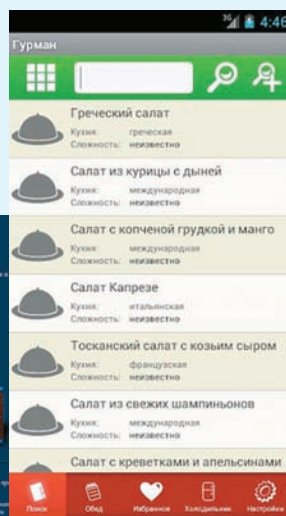 3G 4:46
Гурман
Греческий салат
Кухня: греческая
Сложность: неизвестно
Салат из курицы с дыней
Кухня: международная
Сложность: неизвестно
Салат с копченой грудкой и манго
Кухня: международная
Сложность: неизвестно
Салат Капрезе
Кухня: итальянская
Сложность: неизвестно
Тосканский салат с козьим сыром
Кухня: французская
Сложность: неизвестно
Салат из свежих шампиньонов
Кухня: международная
Сложность: неизвестно
Салат с креветками и апельсинами
Поиск Обед Избранное Холодильник Настройки